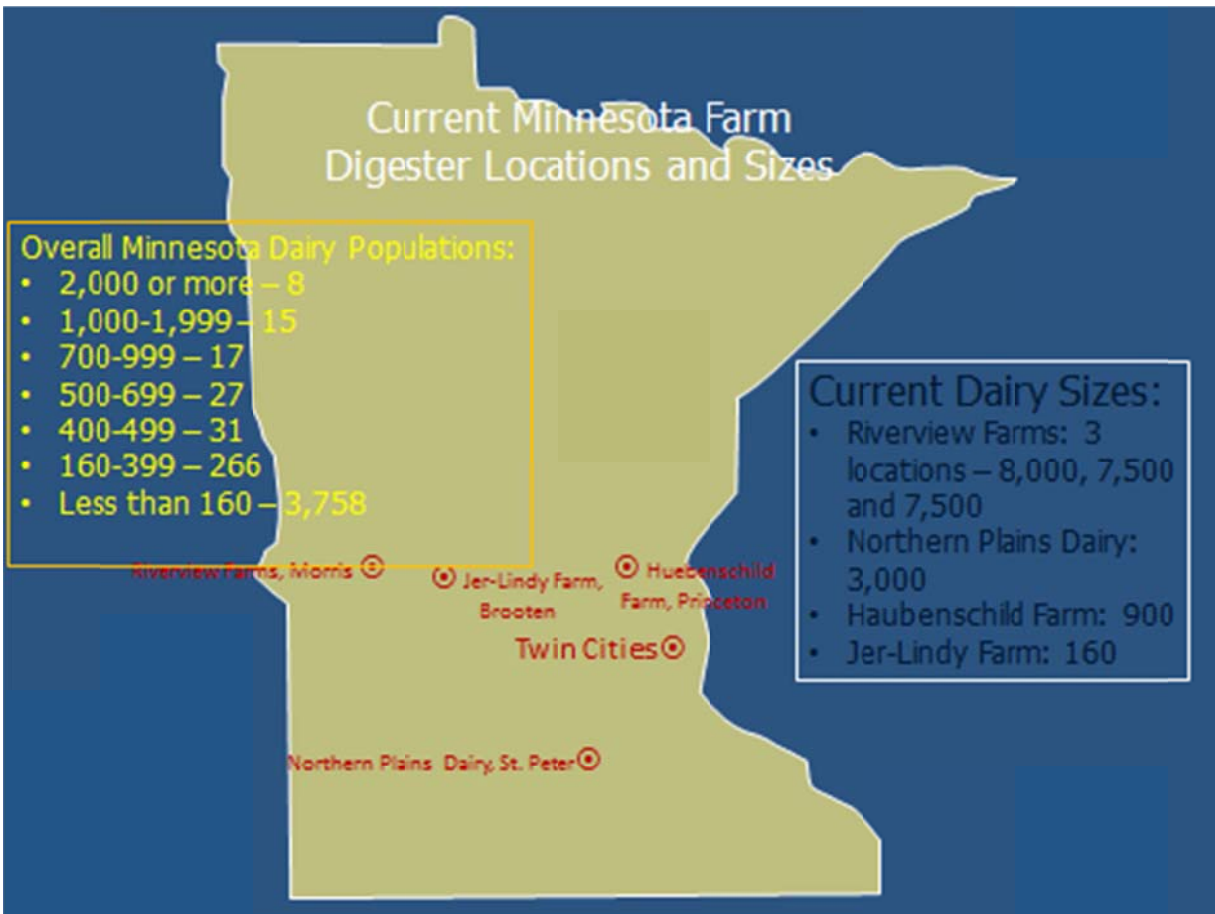 Current Minnesota Farm
Digester Locations and Sizes
Overall Minnesota Dairy Populations:
• 2,000 or more – 8
• 1,000-1,999 – 15
• 700-999 – 17
• 500-699 – 27
• 400-499 – 31
• 160-399 – 266
• Less than 160 – 3,758
Current Dairy Sizes:
• Riverview Farms: 3
locations – 8,000, 7,500
and 7,500
• Northern Plains Dairy:
3,000
• Haubenschild Farm: 900
• Jer-Lindy Farm: 160
Riverview Farms, Morris
Jer-Lindy Farm,
Brooten
Huebenschild
Farm, Princeton
Twin Cities
Northern Plains Dairy, St. Peter